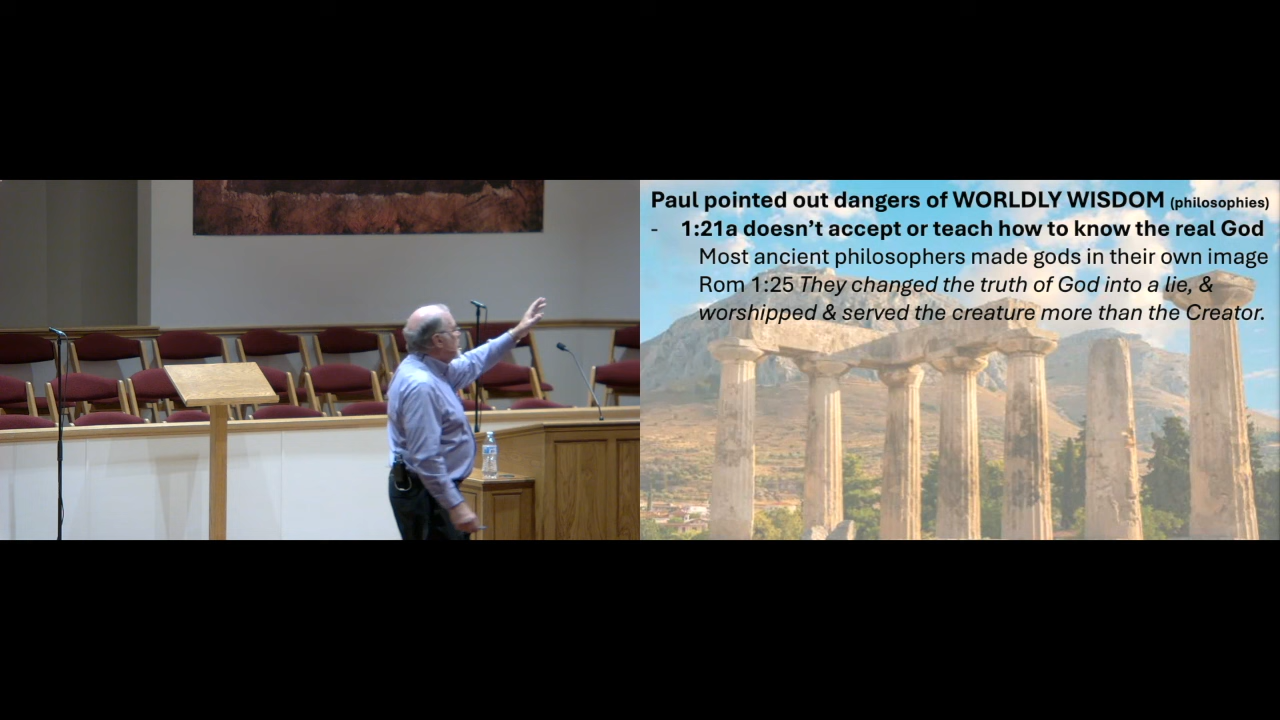 Paul pointed out dangers of WORLDLY WISDOM (philosophies)
- 1:21a doesn’t accept or teach how to know the real God
Most ancient philosophers made gods in their own image
Rom 1:25 They changed the truth of God into a lie, &
worshipped & served the creature more than the Creator.